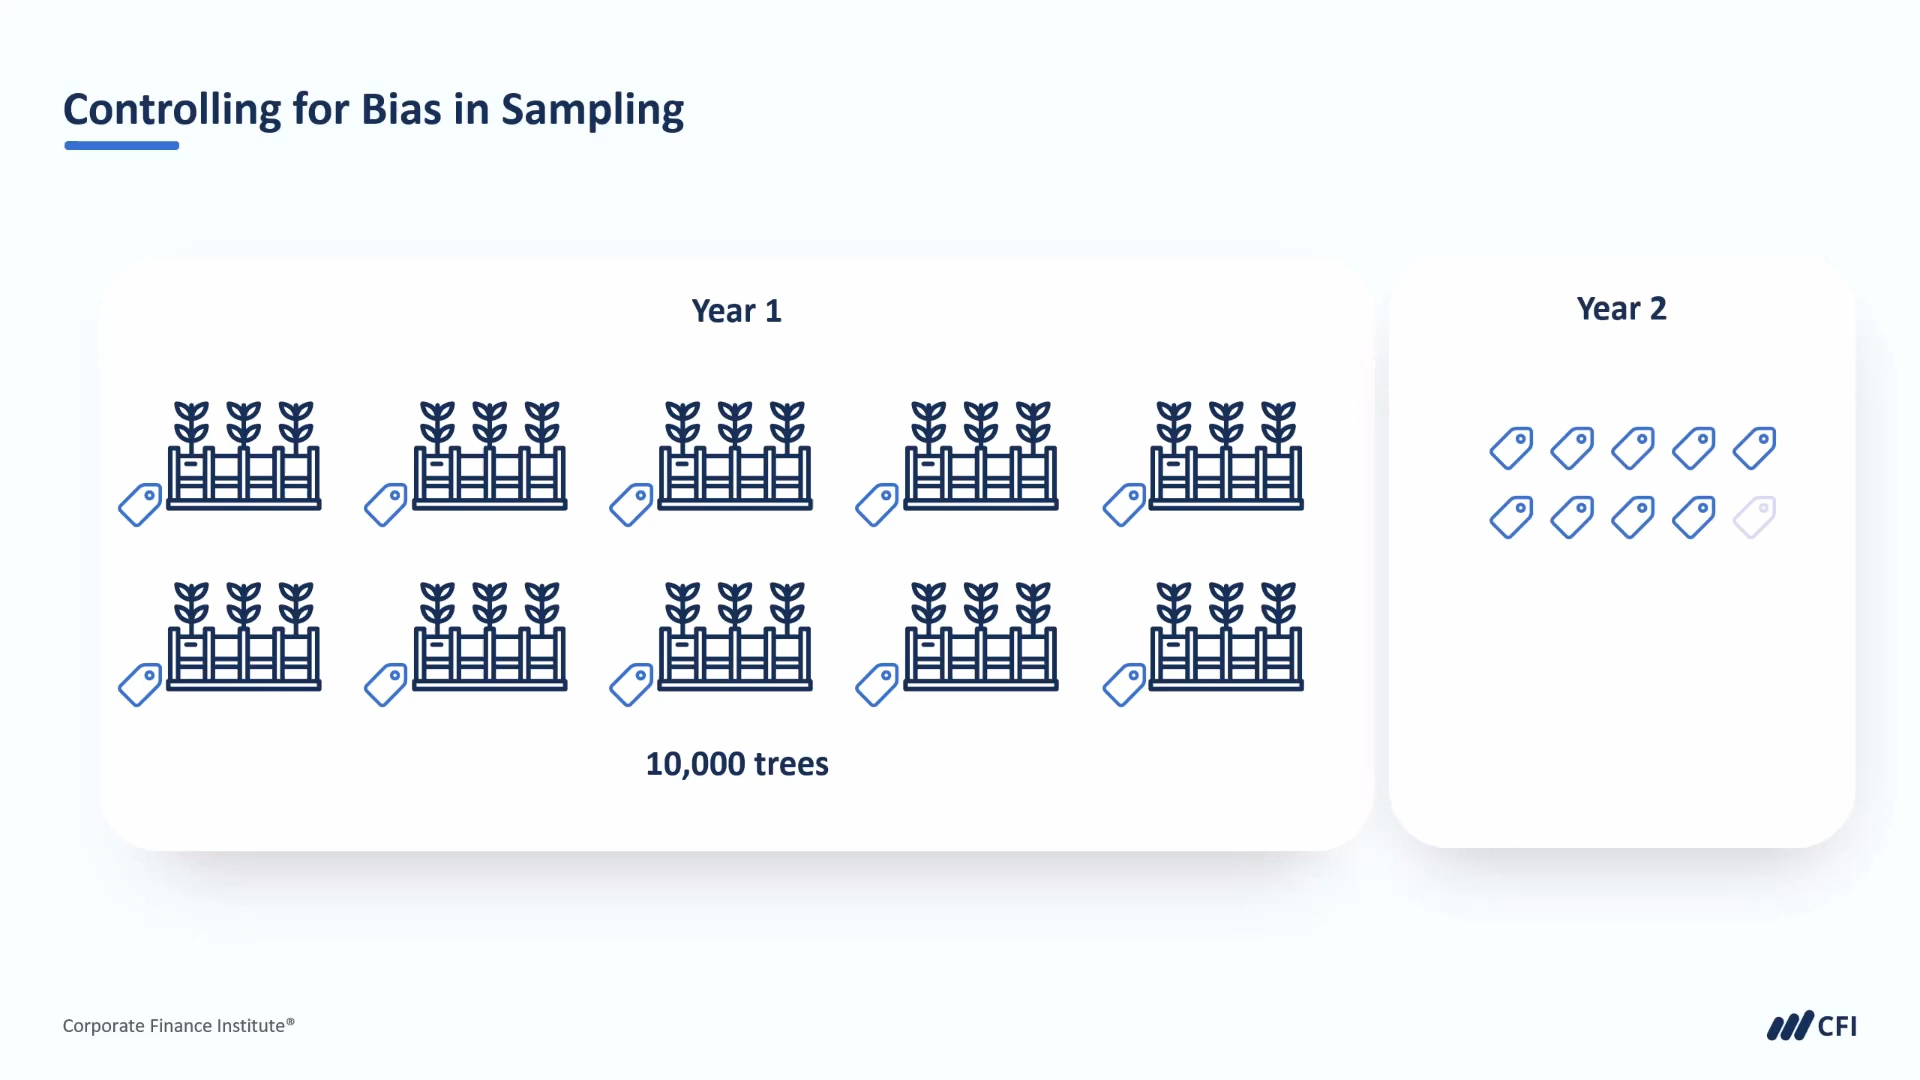 Controlling for Bias in Sampling
Year 1
Year 2
10,000 trees
Corporate Finance Institute®
CFI